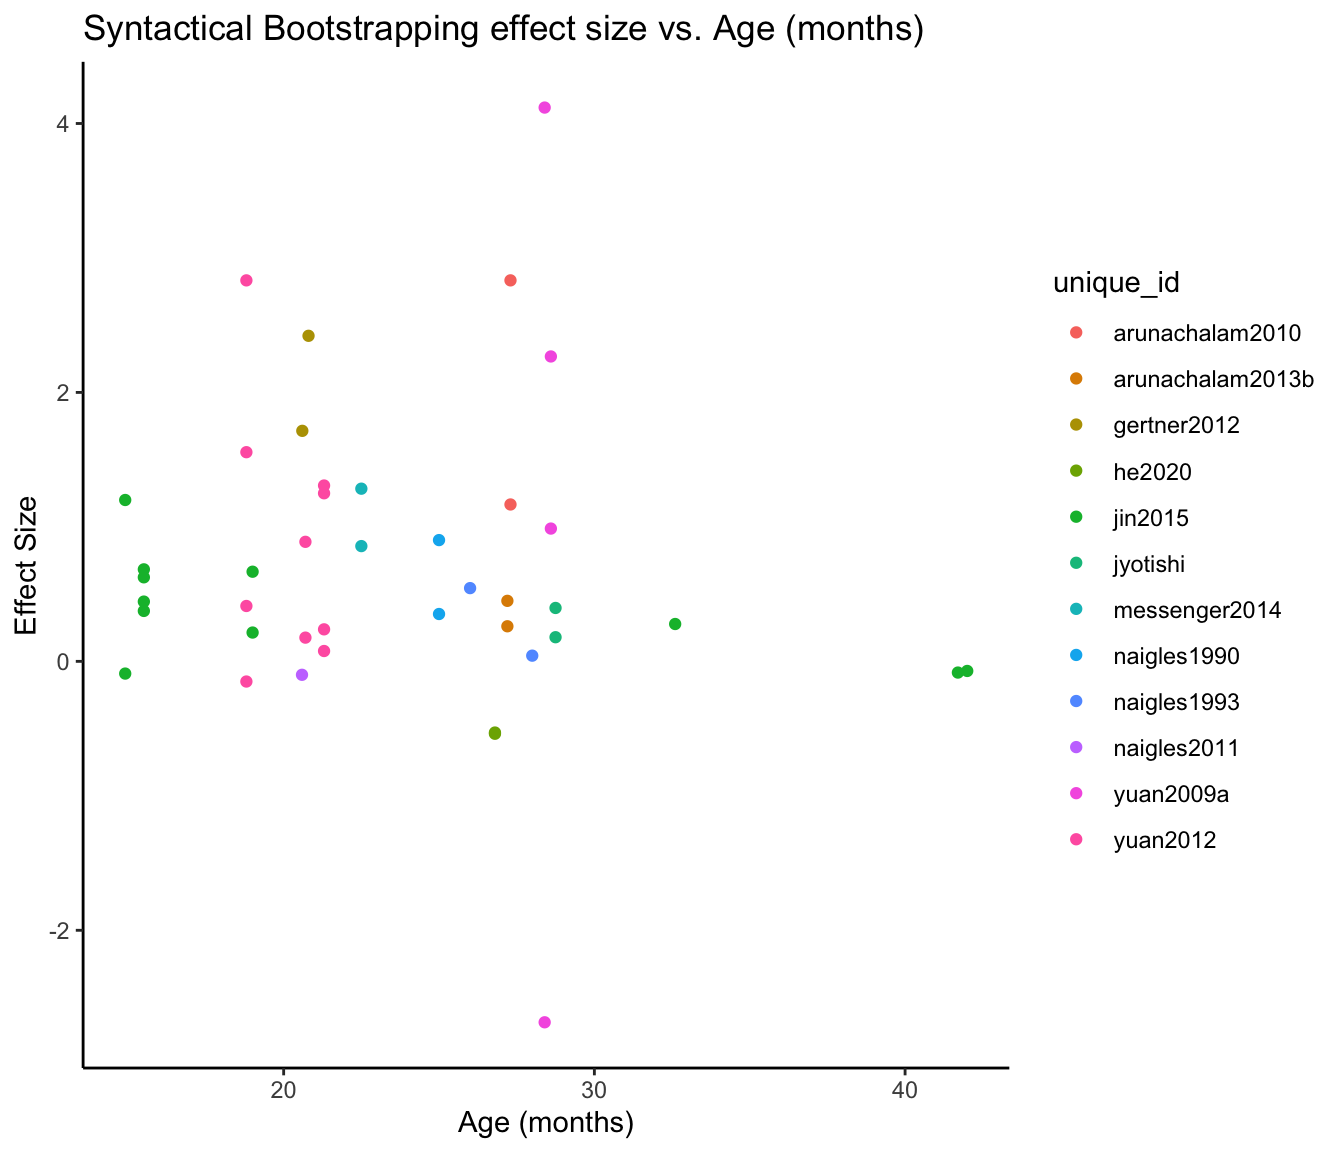 Syntactical Bootstrapping effect size vs. Age (months)
4
2
0
-2
Effect Size
20
30
40
Age (months)
unique_id
arunachalam2010
arunachalam2013b
gertner2012
he2020
jin2015
jyotishi
messenger2014
naigles1990
naigles1993
naigles2011
yuan2009a
yuan2012